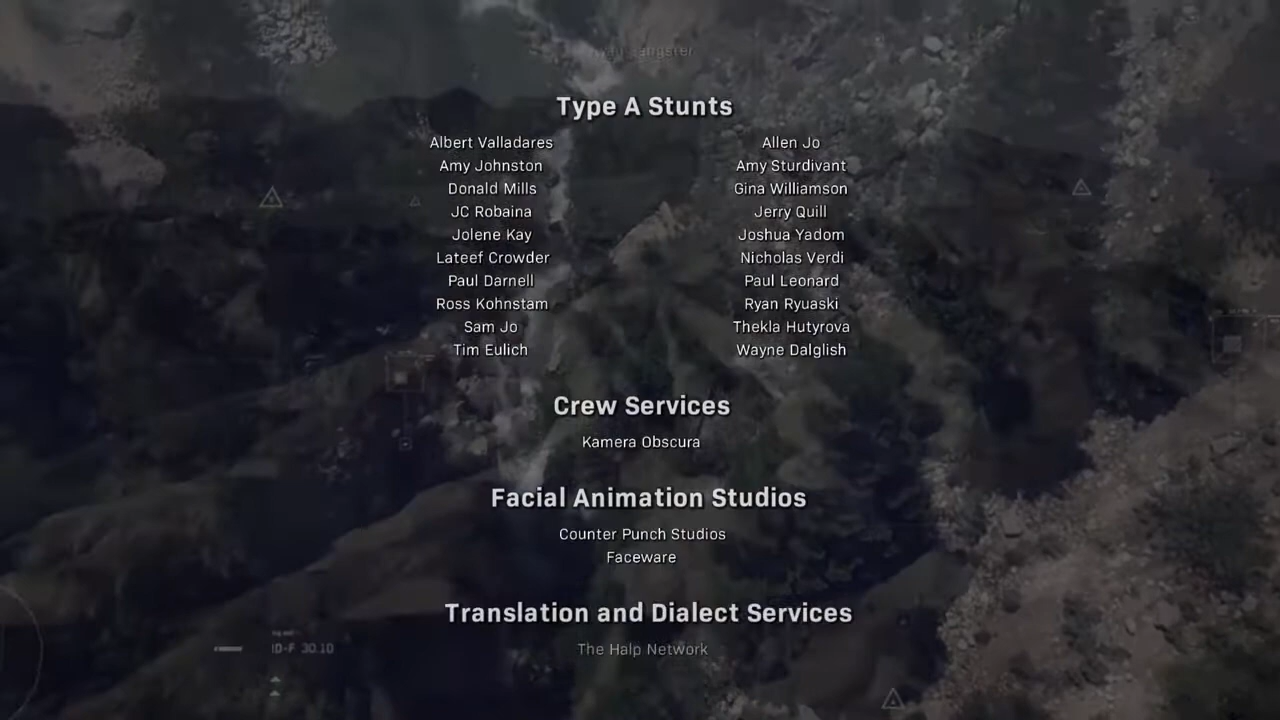 Type A Stunts
Albert Valladares Allen Jo
Amy Johnston Amy Sturdivant
Donald Mills Gina Williamson
JC Robaina Jerry Quill
Jolene Kay Joshua Yadom
Lateef Crowder Nicholas Verdi
Paul Darnell Paul Leonard
Ross Kohnstam Ryan Ryuaski
Sam Jo Thekla Hutyrova
Tim Eulich Wayne Dalglish
Crew Services
Kamera Obscura
Facial Animation Studios
Counter Punch Studios
Faceware
Translation and Dialect Services
The Halp Network
ID-F 30.10